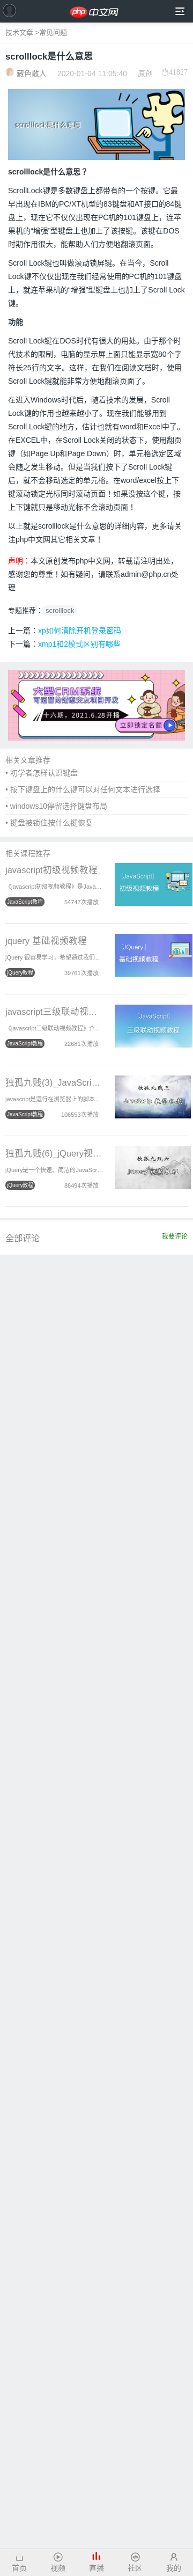 php 中文网
技术文章 >常见问题
scrolllock是什么意思
藏色散人 2020-01-04 11:05:40 原创 41827
scrolllock是什么意思
scrolllock是什么意思？
ScrollLock键是多数键盘上都带有的一个按键。它最
早出现在IBM的PC/XT机型的83键盘和AT接口的84键
盘上，现在它不仅仅出现在PC机的101键盘上，连苹
果机的“增强”型键盘上也加上了该按键。该键在DOS
时期作用很大，能帮助人们方便地翻滚页面。
Scroll Lock键也叫做滚动锁屏键。在当今，Scroll
Lock键不仅仅出现在我们经常使用的PC机的101键盘
上，就连苹果机的“增强”型键盘上也加上了Scroll Lock
键。
功能
Scroll Lock键在DOS时代有很大的用处。由于那个时
代技术的限制，电脑的显示屏上面只能显示宽80个字
符长25行的文字。这样，在我们在阅读文档时，使用
Scroll Lock键就能非常方便地翻滚页面了。
在进入Windows时代后，随着技术的发展，Scroll
Lock键的作用也越来越小了。现在我们能够用到
Scroll Lock键的地方，估计也就有word和Excel中了。
在EXCEL中，在Scroll Lock关闭的状态下，使用翻页
键（如Page Up和Page Down）时，单元格选定区域
会随之发生移动。但是当我们按下了Scroll Lock键
后，就不会移动选定的单元格。在word/excel按上下
键滚动锁定光标同时滚动页面！如果没按这个键，按
上下键就只是移动光标不会滚动页面！
以上就是scrolllock是什么意思的详细内容，更多请关
注php中文网其它相关文章！
声明：本文原创发布php中文网，转载请注明出处，
感谢您的尊重！如有疑问，请联系admin@php.cn处
理
专题推荐： scrolllock
上一篇：xp如何清除开机登录密码
下一篇：xmp1和2模式区别有哪些
大型CRM系统
可智能搭建交友项目开发
十六期，2021.6.28开播
立即锁定名额
相关文章推荐
• 初学者怎样认识键盘
• 按下键盘上的什么键可以对任何文本进行选择
• windows10停留选择键盘布局
• 键盘被锁住按什么键恢复
相关课程推荐
javascript初级视频教程
《javascript初级视频教程》是Java...
JavaScript教程 54747次播放
[JavaScript]
初级视频教程
jquery 基础视频教程
jQuery 很容易学习。希望通过我们...
jQuery教程 39761次播放
[JQuery]
基础视频教程
javascript三级联动视...
《javascript三级联动视频教程》介...
JavaScript教程 22681次播放
[JavaScript]
三级联动视频教程
独孤九贱(3)_JavaScri...
javascript是运行在浏览器上的脚本...
JavaScript教程 106553次播放
独孤九贱三
JavaScript 教学教程
独孤九贱(6)_jQuery视...
jQuery是一个快速、简洁的JavaScr...
jQuery教程 86494次播放
独孤九贱六
jQuery 视频教程
全部评论 我要评论
首页 视频 直播 社区 我的